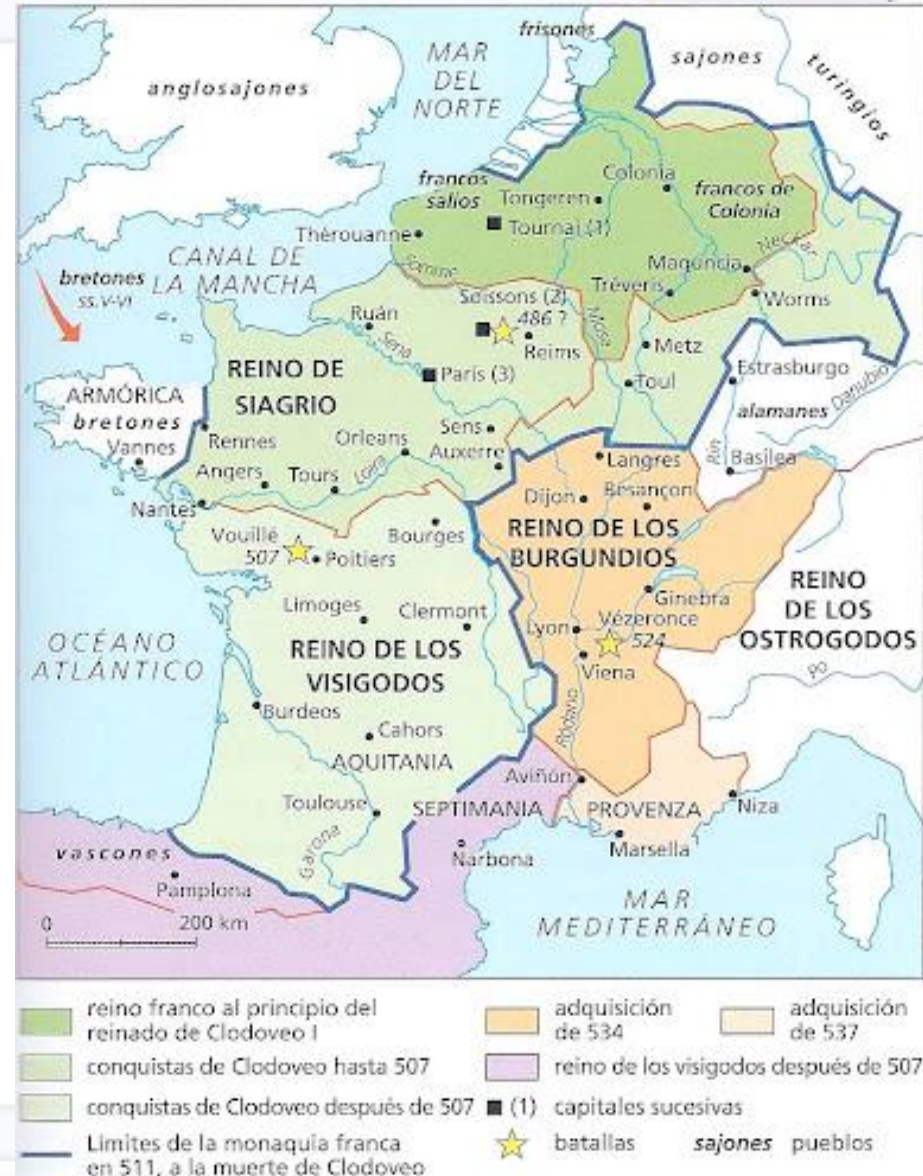 frisones
MAR
DEL
NORTE
sajones
turingios
anglosajones
francos
salios
Tongeren
Colonia
francos de
Colonia
Tournai (1)
Thérouanne
CANAL DE
LA MANCHA
Somme
Maguncia
Neckar
bretones
SS.V-VI
Tréveris
Worms
Soissons (2)
486 ?
Mosa
Ruán
Sena
Reims
Metz
París (3)
Toul
Estrasburgo
REINO DE
SIAGRIO
ARMÓRICA
bretones
alamanes
Danubio
Vannes
Rennes
Orleans
Sens
Auxerre
Rin
Basilea
Angers
Tours
Loira
Langres
Nantes
Dijon
Besançon
Vouillé
507
Poitiers
Bourges
REINO DE LOS
BURGUNDIOS
REINO
DE LOS
OSTROGODOS
Ginebra
Limoges
Clermont
Lyon
Vézeronce
524
OCÉANO
ATLÁNTICO
REINO DE LOS
VISIGODOS
Viena
Po
Burdeos
Cahors
Ródano
AQUITANIA
Aviñón
Toulouse
SEPTIMANIA
PROVENZA
Niza
Garona
vascones
Narbona
Marsella
Pamplona
MAR
MEDITERRÁNEO
0
200 km
reino franco al principio del
reinado de Clodoveo I
adquisición
de 534
adquisición
de 537
conquistas de Clodoveo hasta 507
reino de los visigodos después de 507
conquistas de Clodoveo después de 507
(1) capitales sucesivas
Límites de la monaquía franca
en 511, a la muerte de Clodoveo
batallas
sajones pueblos